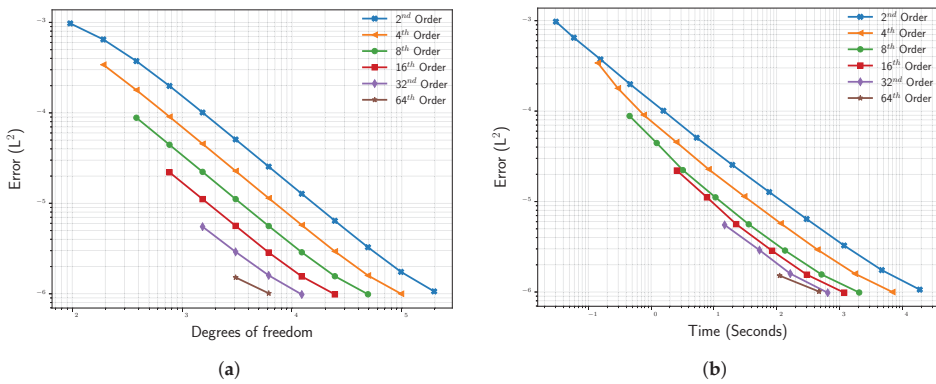 −3
−4
−5
−6
Error (L²)
2
3
4
5
Degrees of freedom
2ⁿᵈ Order
4ᵗʰ Order
8ᵗʰ Order
16ᵗʰ Order
32ⁿᵈ Order
64ᵗʰ Order
(a)
−3
−4
−5
−6
Error (L²)
−1
0
1
2
3
4
Time (Seconds)
2ⁿᵈ Order
4ᵗʰ Order
8ᵗʰ Order
16ᵗʰ Order
32ⁿᵈ Order
64ᵗʰ Order
(b)